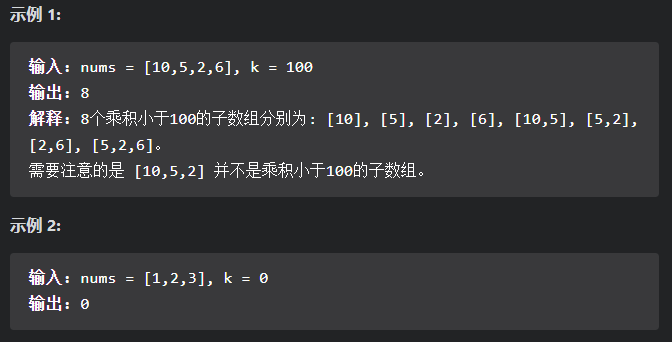 示例 1:
输入：nums = [10,5,2,6], k = 100
输出：8
解释：8个乘积小于100的子数组分别为：[10], [5], [2], [6], [10,5], [5,2],
[2,6], [5,2,6]。
需要注意的是 [10,5,2] 并不是乘积小于100的子数组。
示例 2:
输入：nums = [1,2,3], k = 0
输出：0